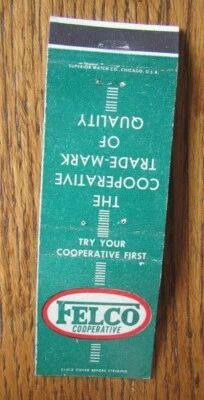 SUPERIOR MATCH CO., CHICAGO, U.S.A.
THE
COOPERATIVE
TRADE-MARK
OF
QUALITY
TRY YOUR
COOPERATIVE FIRST
FELCO
COOPERATIVE
CLOSE COVER BEFORE STRIKING